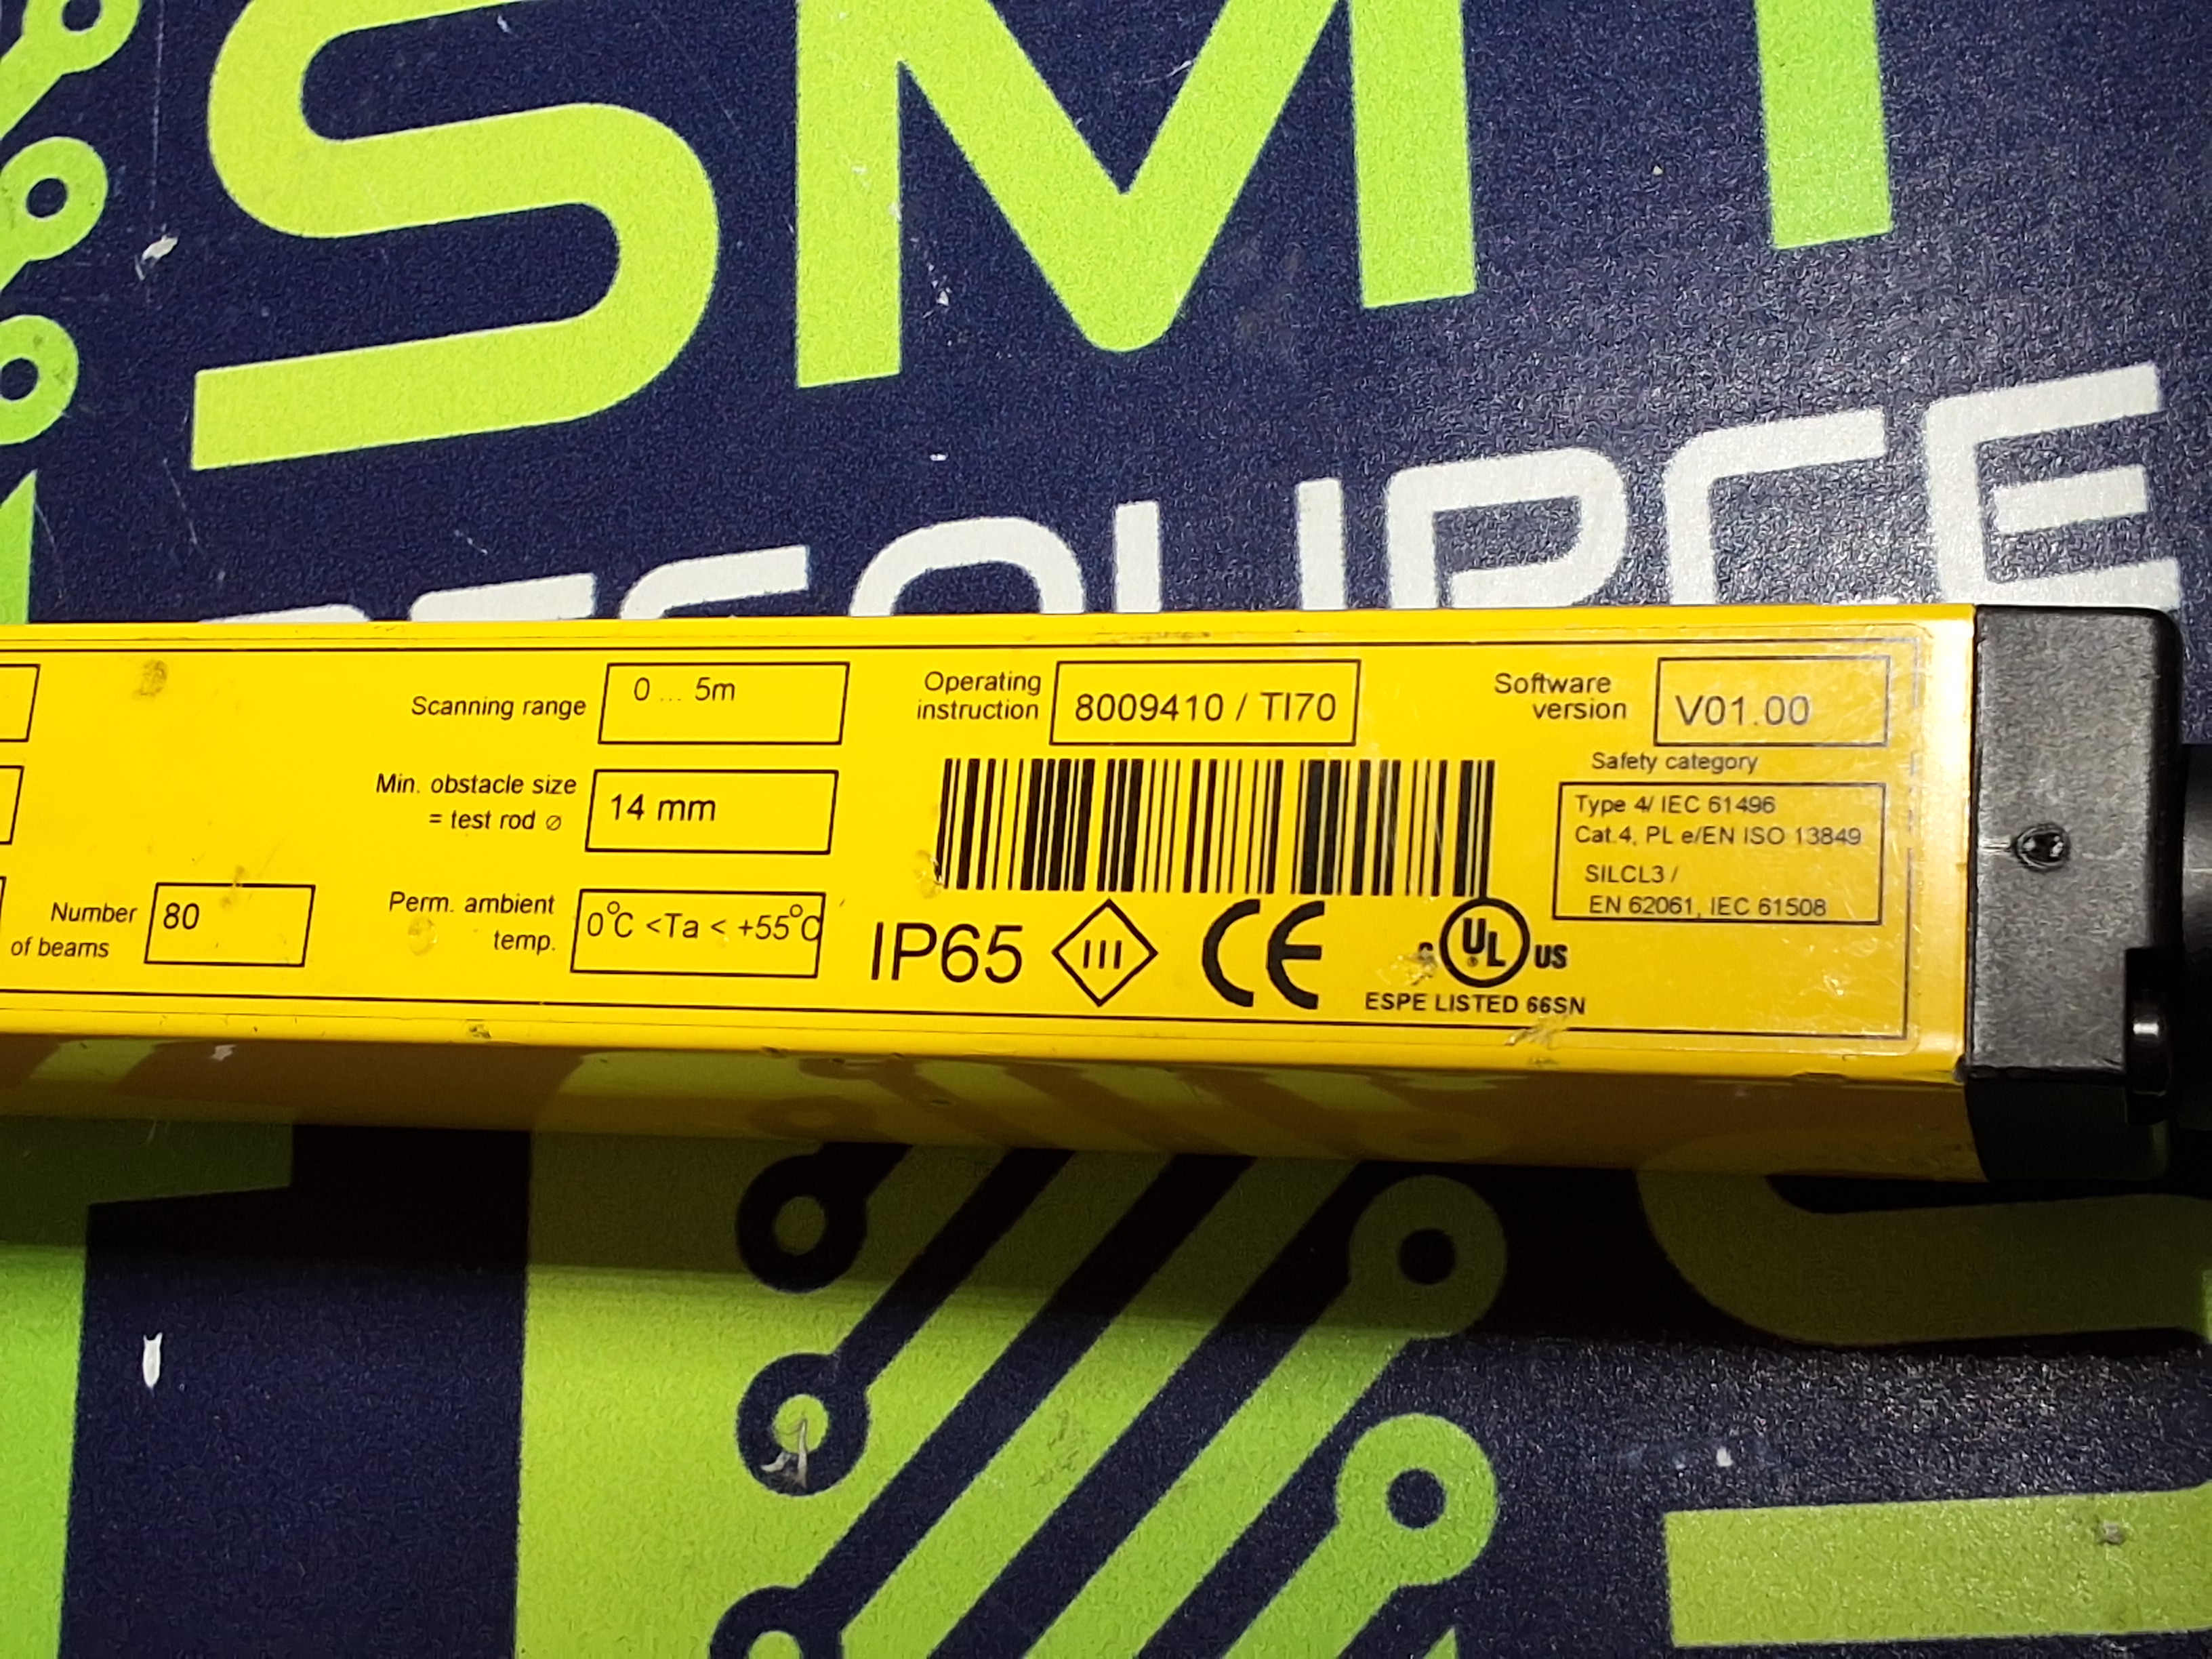 SMT
RESOURCE
Scanning range
0 ... 5m
Operating
instruction
8009410 / TI70
Software
version
V01.00
Min. obstacle size
= test rod ⌀
14 mm
Safety category
Type 4/ IEC 61496
Cat.4, PL e/EN ISO 13849
SILCL3 /
EN 62061, IEC 61508
Number
of beams
80
Perm. ambient
temp.
0°C <Ta < +55°C
IP65
III
CE
c UL US
®
ESPE LISTED 66SN